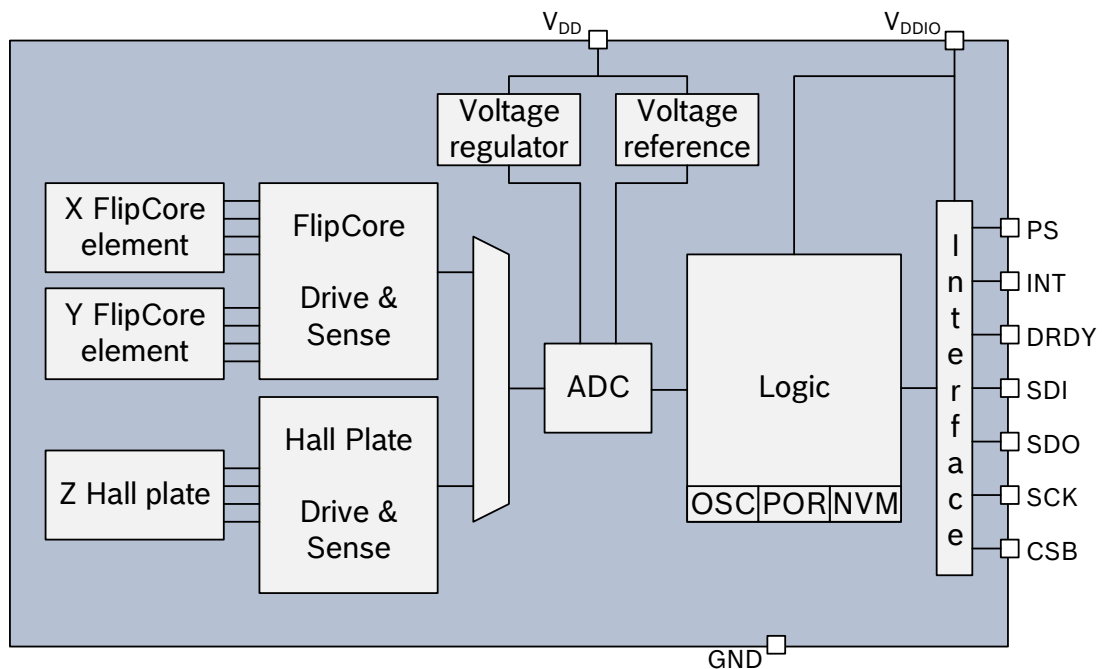 VDD
VDDIO
Voltage
regulator
Voltage
reference
X FlipCore
element
FlipCore
Drive &
Sense
Y FlipCore
element
ADC
Logic
Hall Plate
Drive &
Sense
Z Hall plate
OSC
POR
NVM
Interface
PS
INT
DRDY
SDI
SDO
SCK
CSB
GND